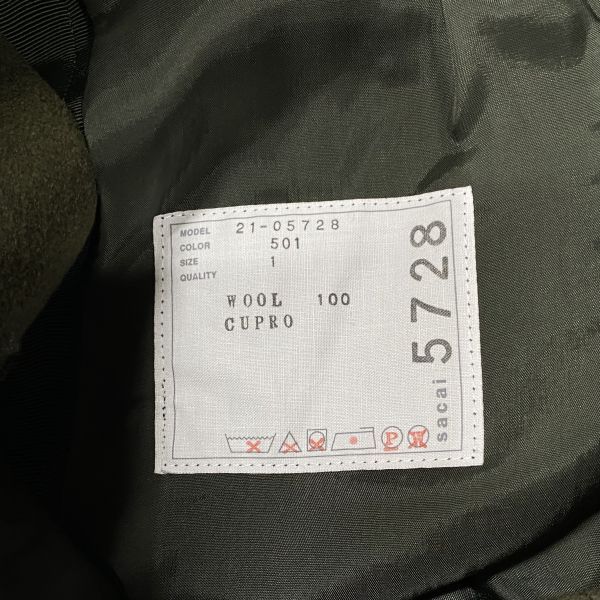 MODEL 21-05728
COLOR 501
SIZE 1
QUALITY
WOOL 100
CUPRO
sacai 5728
P
W